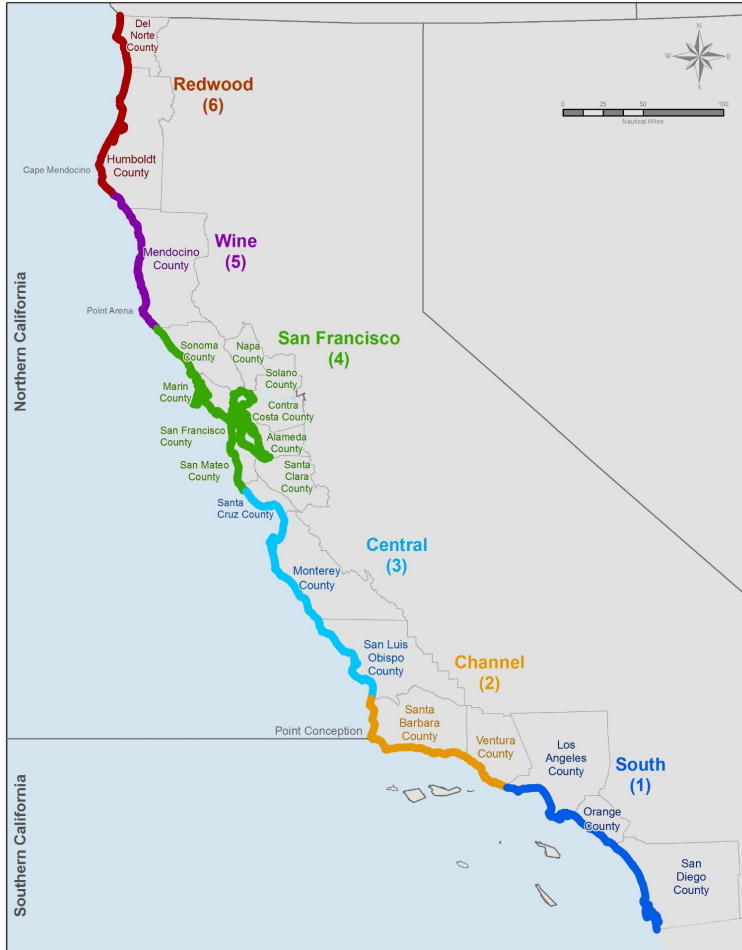 Del
Norte
County
Redwood
(6)
N
W
E
S
0
25
50
100
Nautical Miles
Humboldt
County
Cape Mendocino
Wine
(5)
Mendocino
County
Northern California
Point Arena
San Francisco
(4)
Sonoma
County
Napa
County
Solano
County
Marin
County
Contra
Costa County
San Francisco
County
Alameda
County
San Mateo
County
Santa
Clara
County
Santa
Cruz County
Central
(3)
Monterey
County
San Luis
Obispo
County
Channel
(2)
Santa
Barbara
County
Point Conception
Ventura
County
Los
Angeles
County
South
(1)
Orange
County
Southern California
San
Diego
County